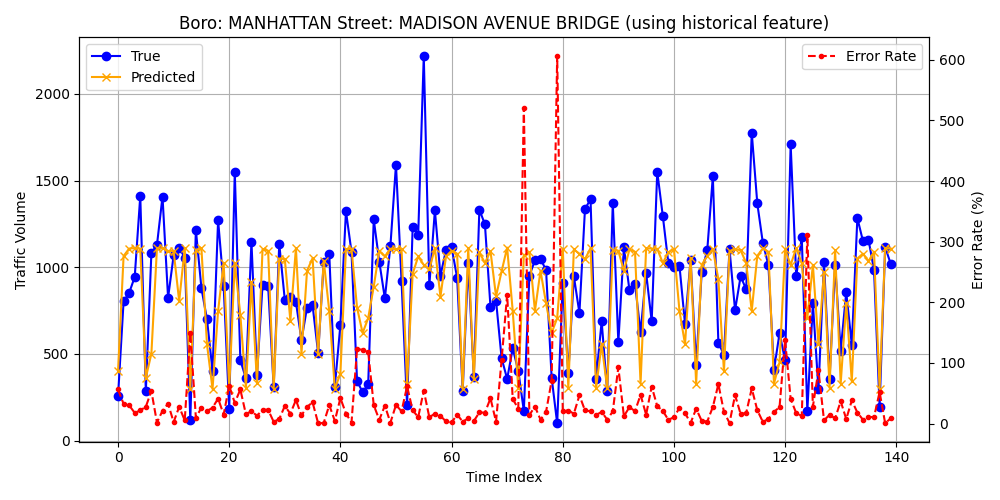 Boro: MANHATTAN Street: MADISON AVENUE BRIDGE (using historical feature)
True
Predicted
Error Rate
Traffic Volume
2000
1500
1000
500
0
600
500
400
300
200
100
0
Error Rate (%)
0 20 40 60 80 100 120 140
Time Index